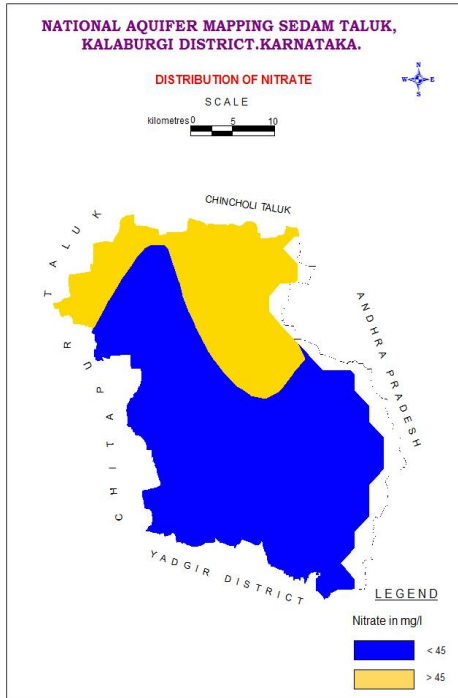 NATIONAL AQUIFER MAPPING SEDAM TALUK,
KALABURGI DISTRICT.KARNATAKA.
DISTRIBUTION OF NITRATE
N
W E
S
SCALE
kilometres 0 5 10
CHINCHOLI TALUK
CHITAPUR TALUK
ANDHRA PRADESH
YADGIR DISTRICT
LEGEND
Nitrate in mg/l
< 45
> 45